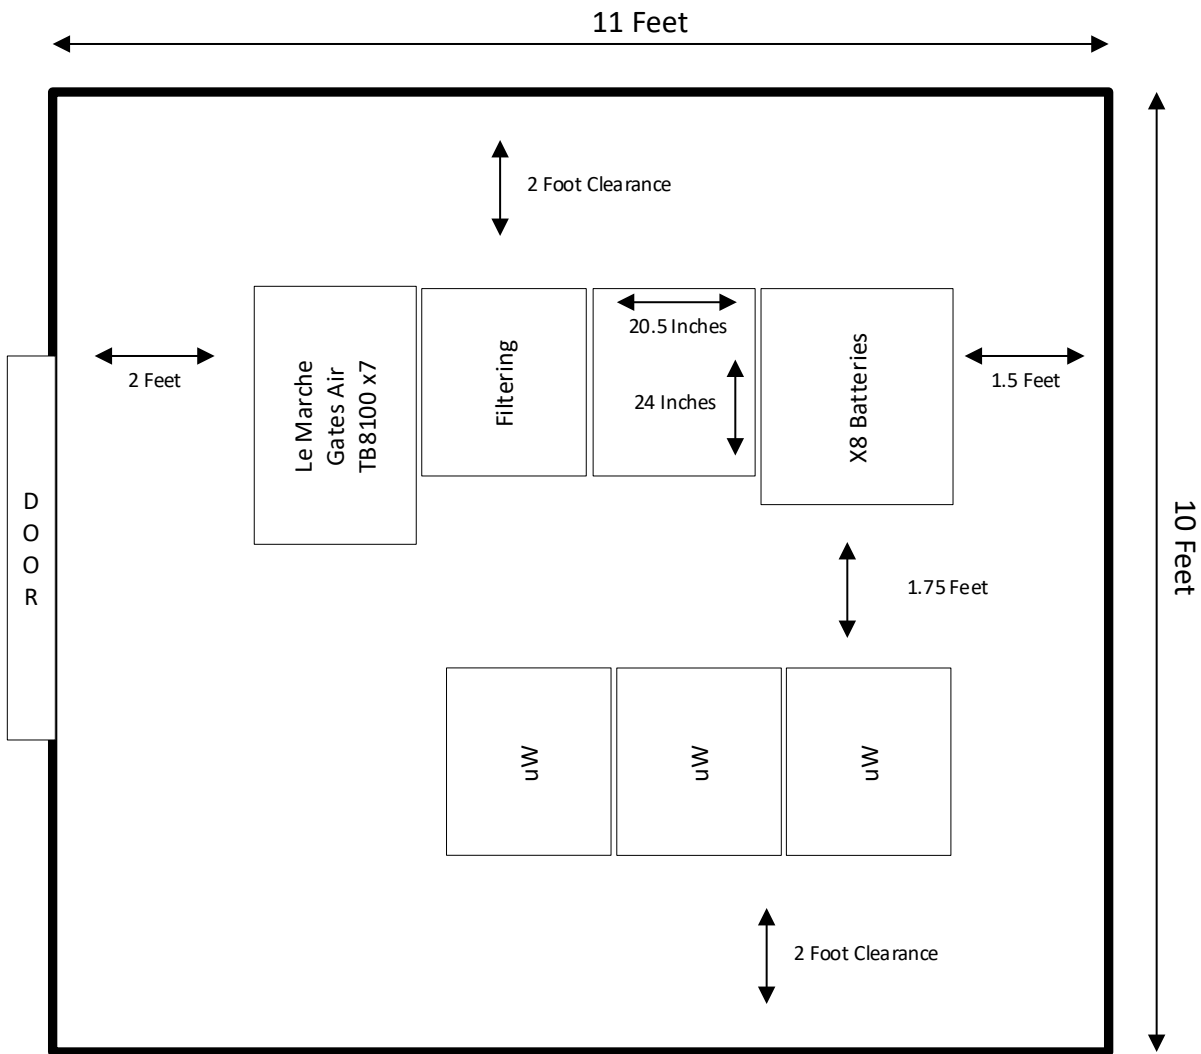 11 Feet
2 Foot Clearance
2 Feet
Le Marche
Gates Air
TB8100 x7
Filtering
20.5 Inches
24 Inches
X8 Batteries
1.5 Feet
D
O
O
R
10 Feet
1.75 Feet
uW
uW
uW
2 Foot Clearance